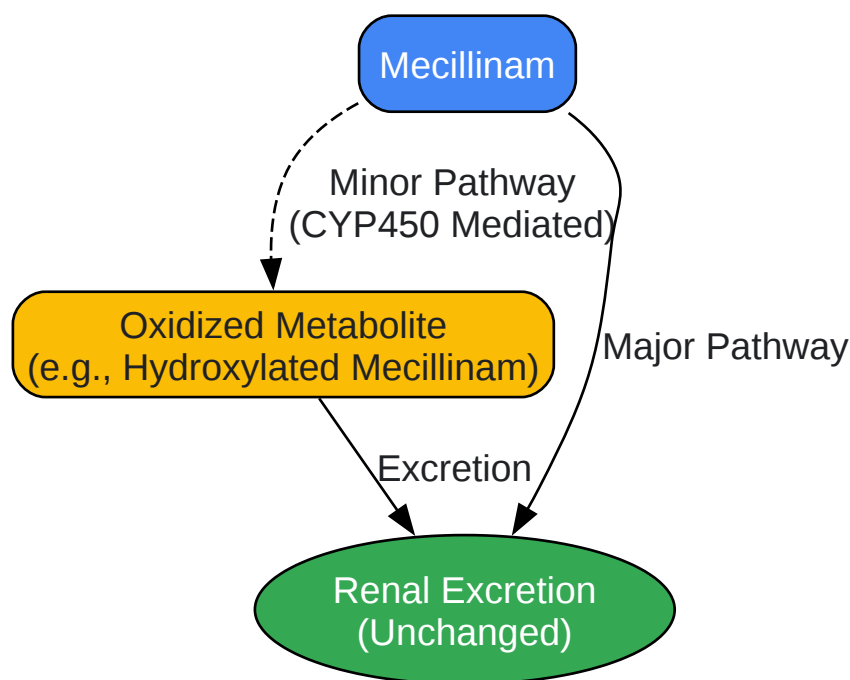 Mecillinam
Minor Pathway
(CYP450 Mediated)
Oxidized Metabolite
(e.g., Hydroxylated Mecillinam)
Major Pathway
Excretion
Renal Excretion
(Unchanged)